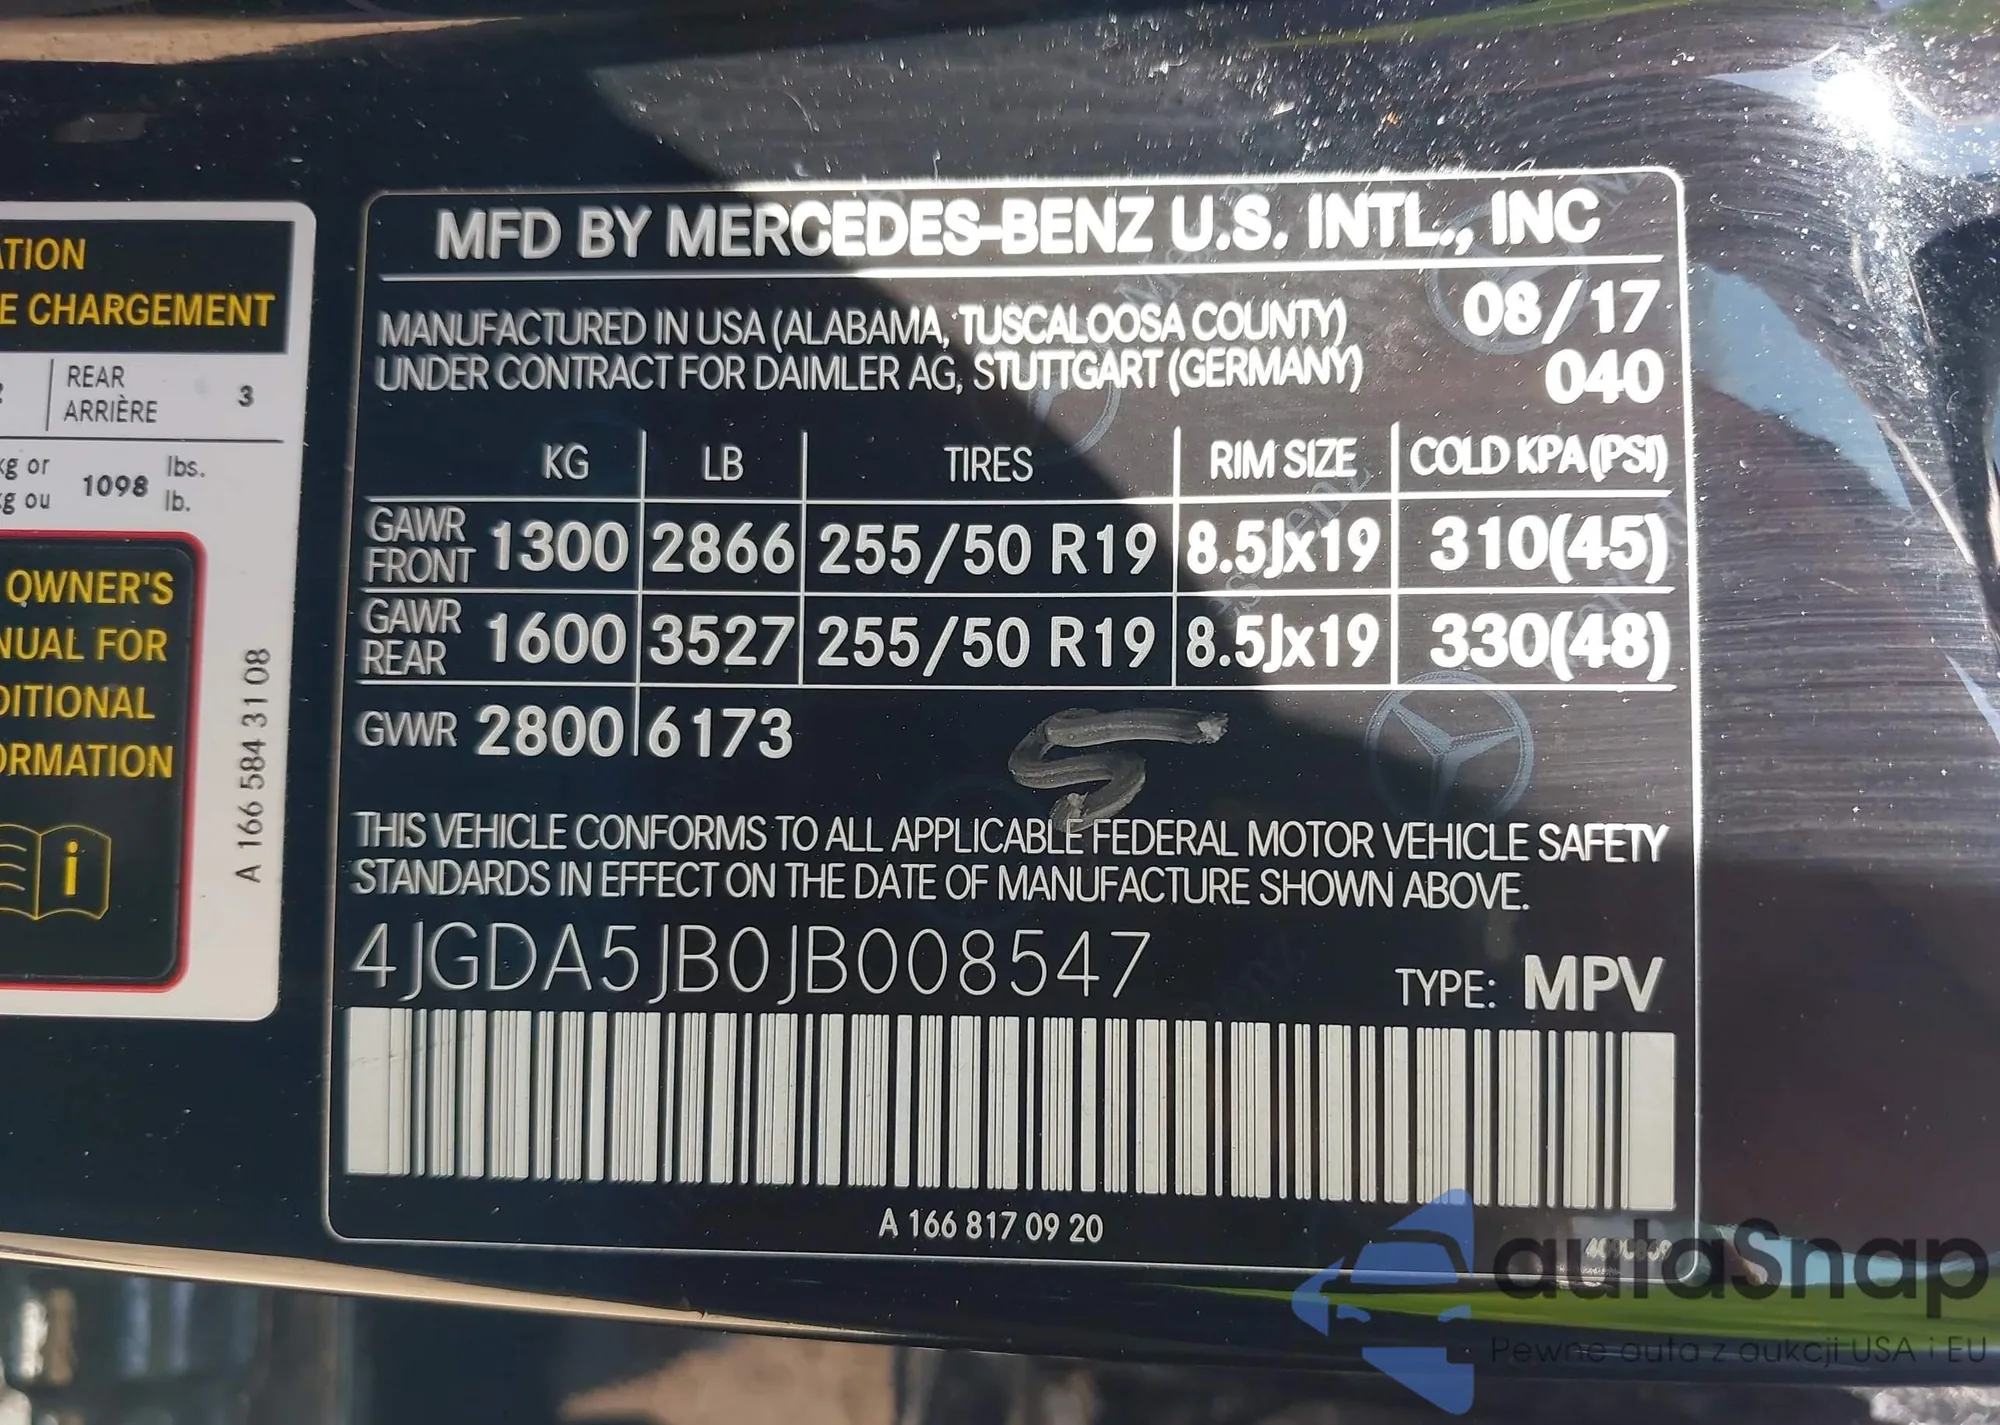 ATION
E CHARGEMENT
REAR
ARRIÈRE 3
kg or 1098 lbs.
kg ou lb.
OWNER'S
NUAL FOR
DITIONAL
ORMATION
i
A 166 584 31 08
MFD BY MERCEDES-BENZ U.S. INTL., INC
MANUFACTURED IN USA (ALABAMA, TUSCALOOSA COUNTY) 08/17
UNDER CONTRACT FOR DAIMLER AG, STUTTGART (GERMANY) 040
KG LB TIRES RIM SIZE COLD KPA (PSI)
GAWR FRONT 1300 2866 255/50 R19 8.5Jx19 310(45)
GAWR REAR 1600 3527 255/50 R19 8.5Jx19 330(48)
GVWR 2800 6173
5
THIS VEHICLE CONFORMS TO ALL APPLICABLE FEDERAL MOTOR VEHICLE SAFETY
STANDARDS IN EFFECT ON THE DATE OF MANUFACTURE SHOWN ABOVE.
4JGDA5JB0JB008547
TYPE: MPV
A 166 817 09 20
autaSnap
Pewne auta z aukcji USA i EU